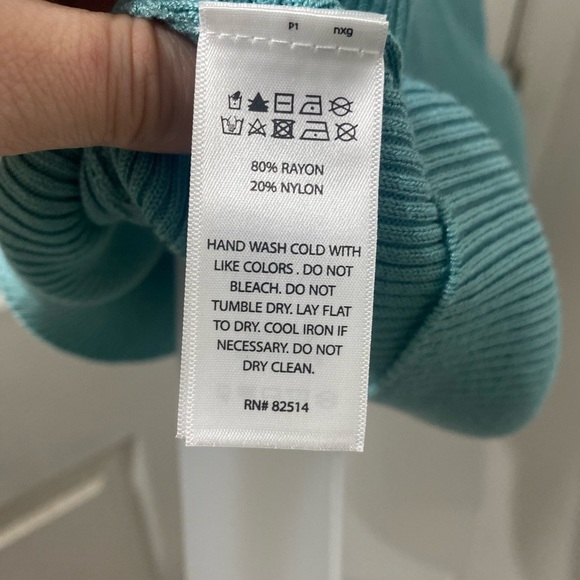 P1 nxg
80% RAYON
20% NYLON
HAND WASH COLD WITH
LIKE COLORS . DO NOT
BLEACH. DO NOT
TUMBLE DRY. LAY FLAT
TO DRY. COOL IRON IF
NECESSARY. DO NOT
DRY CLEAN.
RN# 82514